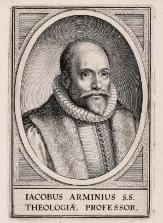 IACOBUS ARMINIUS S.S.
THEOLOGIÆ, PROFESSOR.